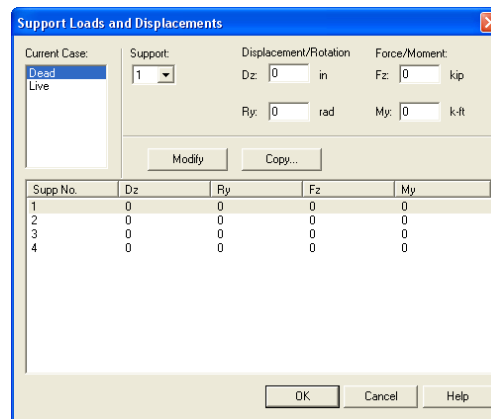 Support Loads and Displacements
Current Case:
Dead
Live
Support:
1
Displacement/Rotation
Dz: 0 in
Ry: 0 rad
Force/Moment:
Fz: 0 kip
My: 0 k-ft
Modify
Copy...
Supp No. Dz Ry Fz My
1 0 0 0 0
2 0 0 0 0
3 0 0 0 0
4 0 0 0 0
OK
Cancel
Help